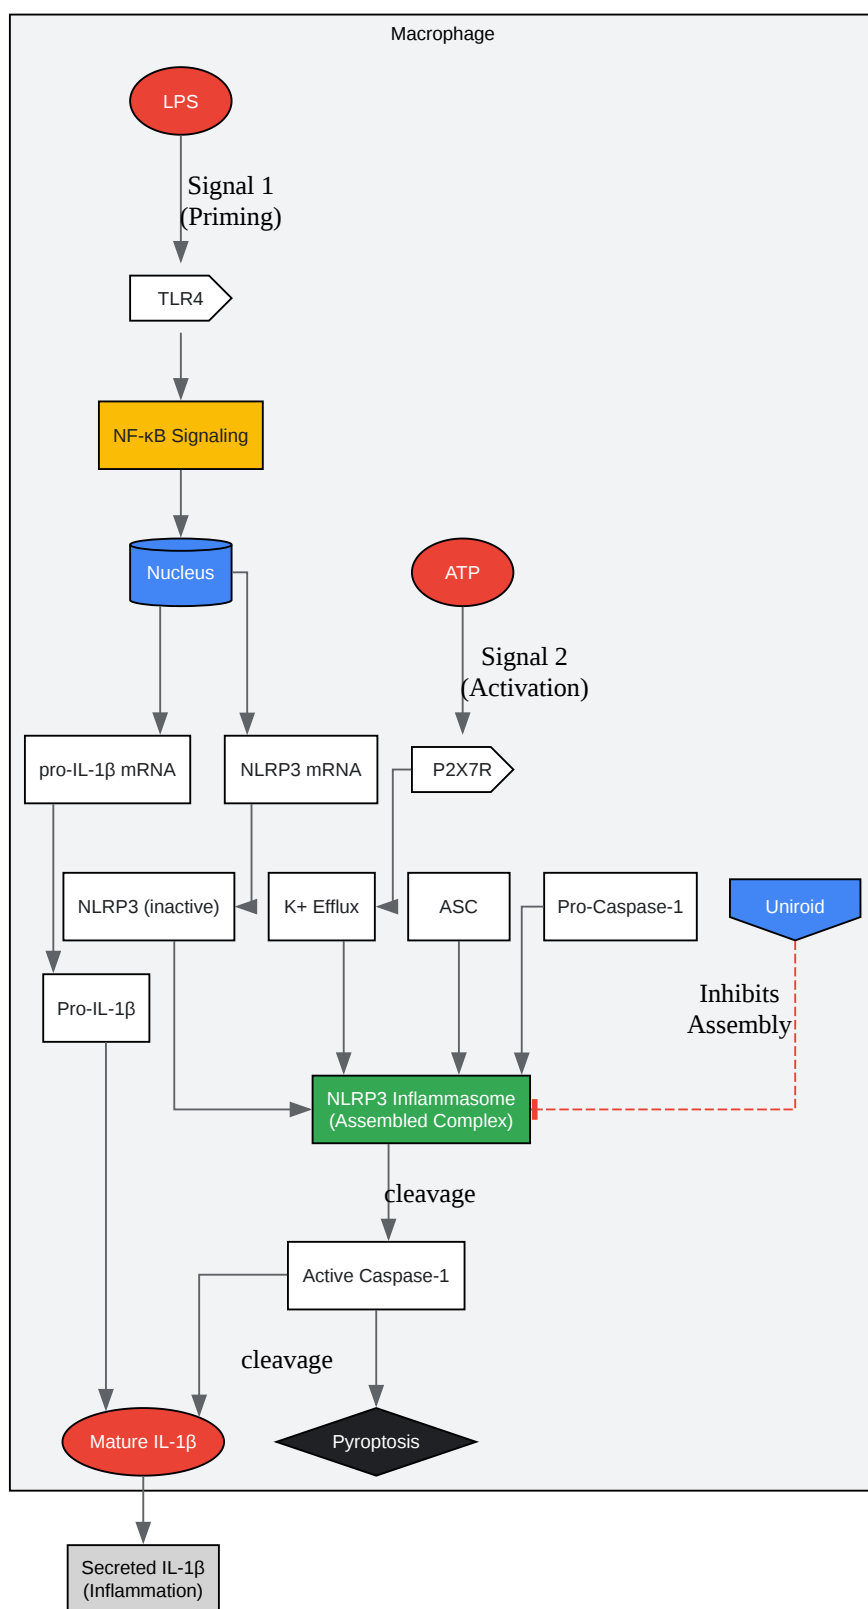 Macrophage
LPS
Signal 1
(Priming)
TLR4
NF-κB Signaling
Nucleus
ATP
Signal 2
(Activation)
pro-IL-1β mRNA
NLRP3 mRNA
P2X7R
NLRP3 (inactive)
K+ Efflux
ASC
Pro-Caspase-1
Uniroid
Pro-IL-1β
Inhibits
Assembly
NLRP3 Inflammasome
(Assembled Complex)
cleavage
Active Caspase-1
cleavage
Mature IL-1β
Pyroptosis
Secreted IL-1β
(Inflammation)